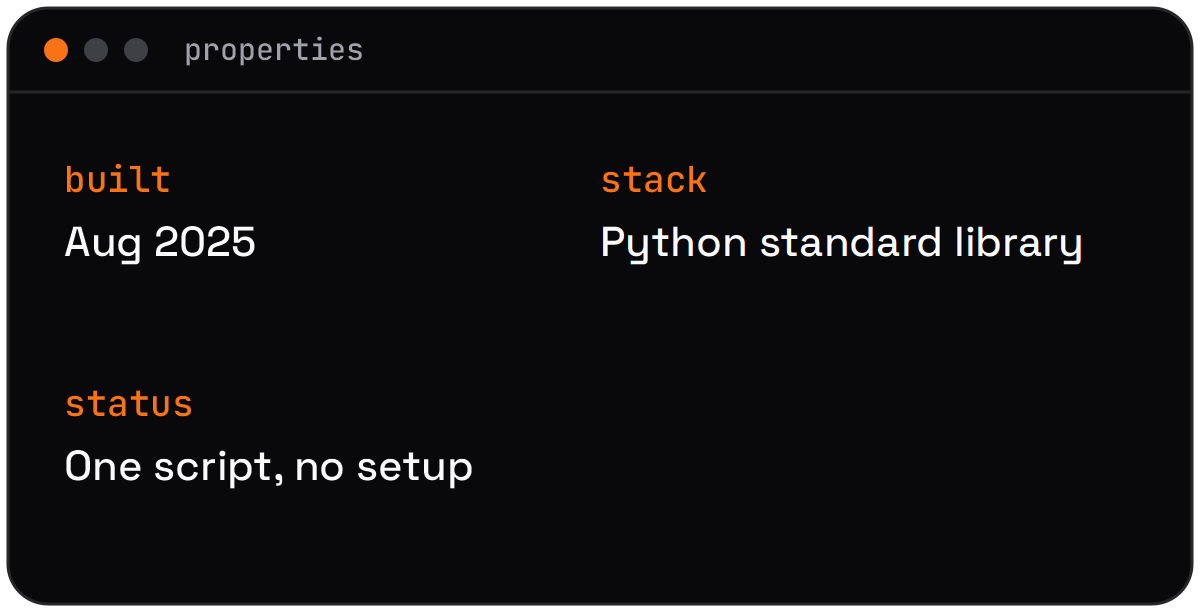 properties
built
Aug 2025
stack
Python standard library
status
One script, no setup